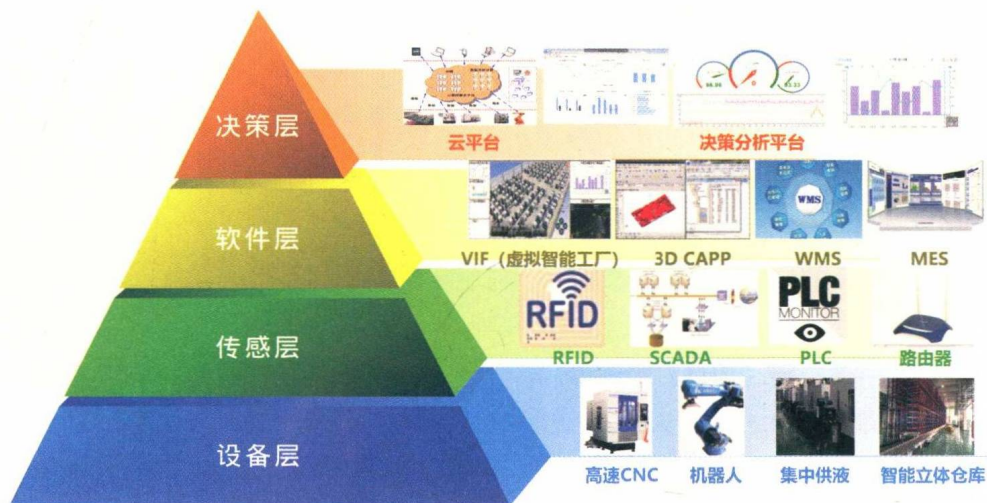 决策层
云平台
决策分析平台
软件层
WMS
VIF（虚拟智能工厂）
3D CAPP
WMS
MES
传感层
RFID
PLC
MONITOR
RFID
SCADA
PLC
路由器
设备层
高速CNC
机器人
集中供液
智能立体仓库